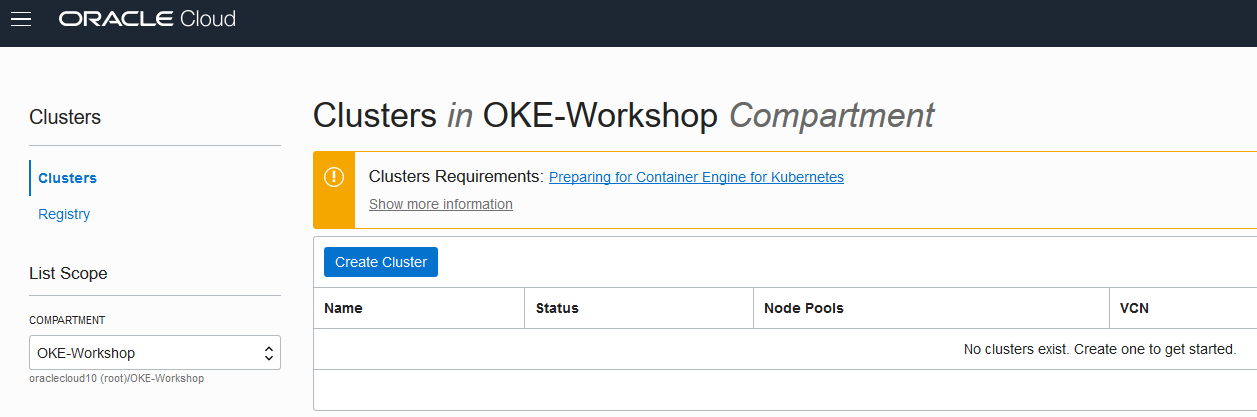 ORACLE Cloud
Clusters
Clusters
Registry
List Scope
COMPARTMENT
OKE-Workshop
oraclecloud10 (root)/OKE-Workshop
Clusters in OKE-Workshop Compartment
Clusters Requirements: Preparing for Container Engine for Kubernetes
Show more information
Create Cluster
Name Status Node Pools VCN
No clusters exist. Create one to get started.